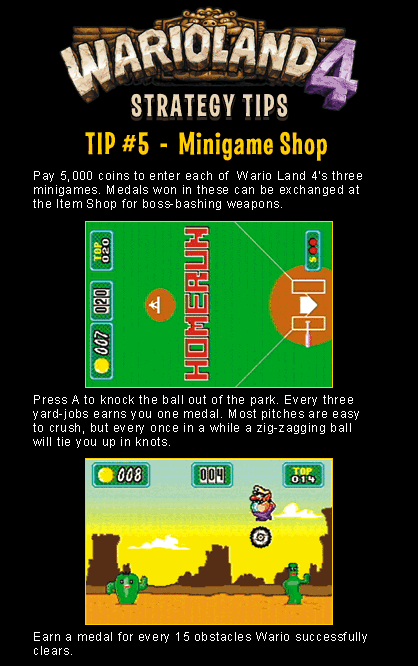 WARIOLAND 4
™
STRATEGY TIPS
TIP #5 - Minigame Shop
Pay 5,000 coins to enter each of Wario Land 4's three
minigames. Medals won in these can be exchanged at
the Item Shop for boss-bashing weapons.
TOP
020
020
007
HOMERUN
S
Press A to knock the ball out of the park. Every three
yard-jobs earns you one medal. Most pitches are easy
to crush, but every once in a while a zig-zagging ball
will tie you up in knots.
008
004
TOP
014
Earn a medal for every 15 obstacles Wario successfully
clears.